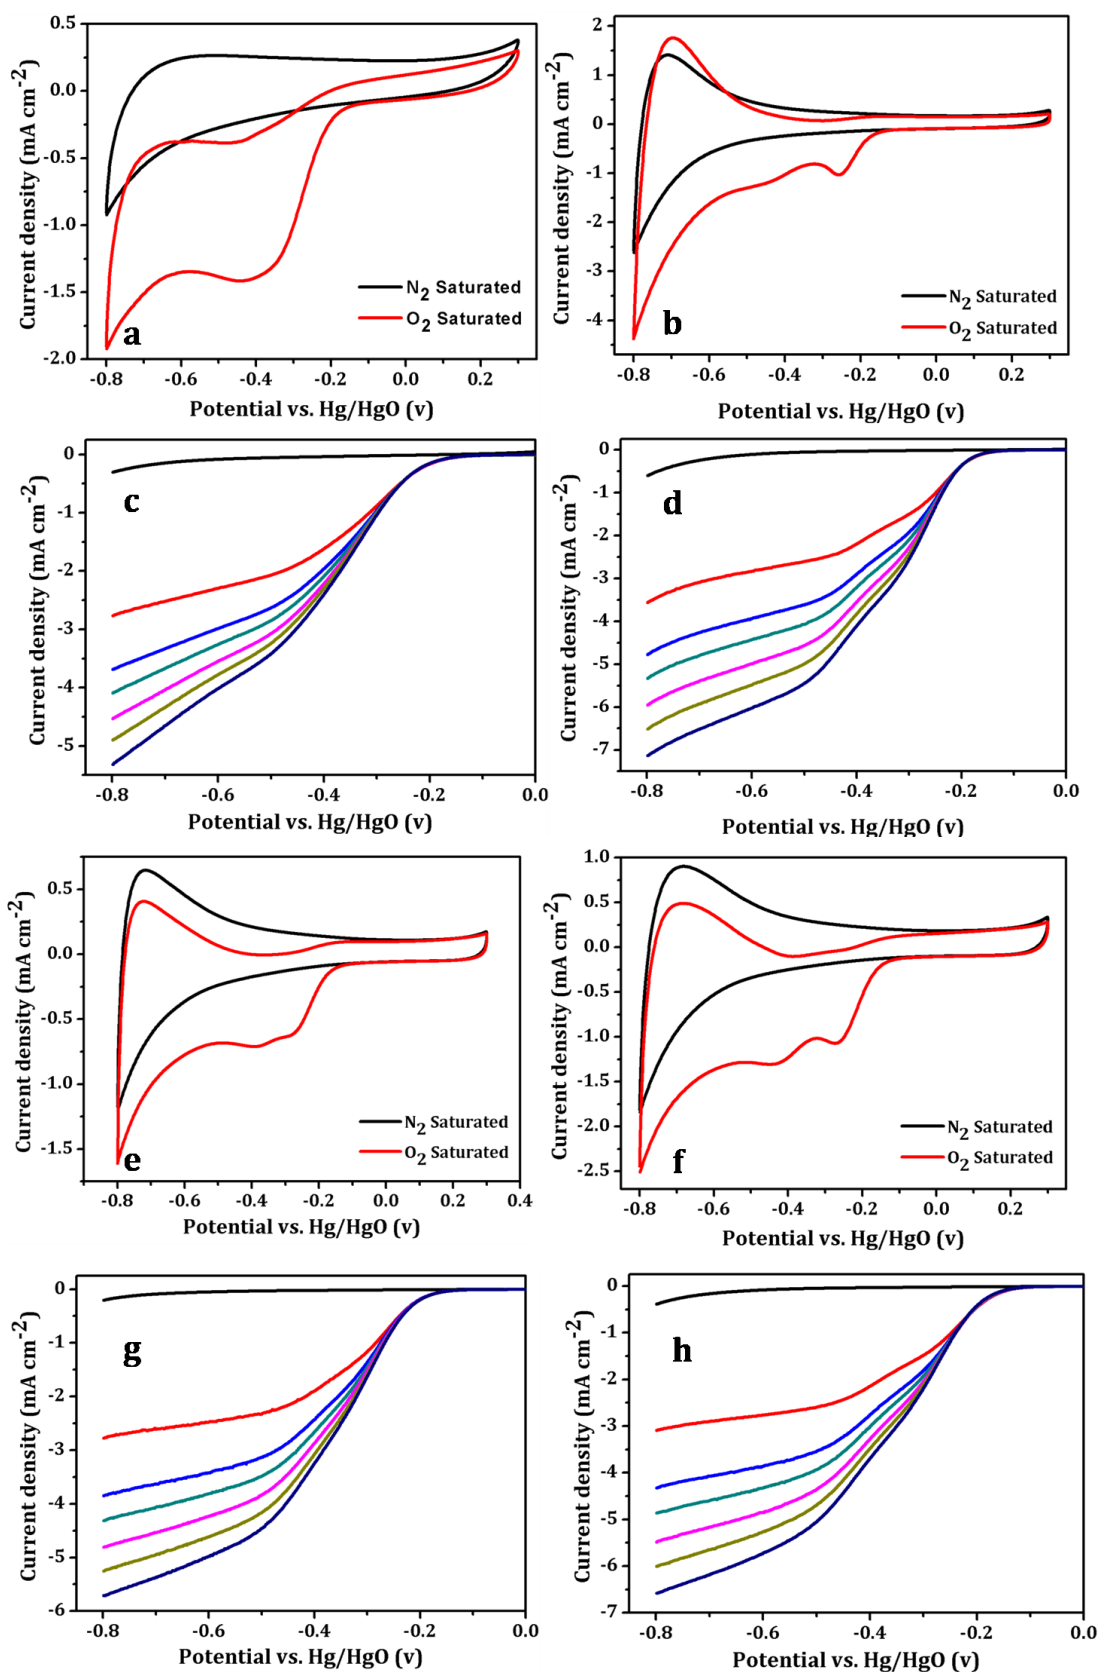 0.5
0.0
-0.5
-1.0
-1.5
-2.0
Current density (mA cm-2)
N2 Saturated
O2 Saturated
a
-0.8 -0.6 -0.4 -0.2 0.0 0.2
Potential vs. Hg/HgO (v)
2
1
0
-1
-2
-3
-4
Current density (mA cm-2)
N2 Saturated
O2 Saturated
b
-0.8 -0.6 -0.4 -0.2 0.0 0.2
Potential vs. Hg/HgO (v)
0
-1
-2
-3
-4
-5
Current density (mA cm-2)
c
-0.8 -0.6 -0.4 -0.2 0.0
Potential vs. Hg/HgO (v)
0
-1
-2
-3
-4
-5
-6
-7
Current density (mA cm-2)
d
-0.8 -0.6 -0.4 -0.2 0.0
Potential vs. Hg/HgO (v)
0.5
0.0
-0.5
-1.0
-1.5
Current density (mA cm-2)
N2 Saturated
O2 Saturated
e
-0.8 -0.6 -0.4 -0.2 0.0 0.2 0.4
Potential vs. Hg/HgO (v)
1.0
0.5
0.0
-0.5
-1.0
-1.5
-2.0
-2.5
Current density (mA cm-2)
N2 Saturated
O2 Saturated
f
-0.8 -0.6 -0.4 -0.2 0.0 0.2
Potential vs. Hg/HgO (v)
0
-1
-2
-3
-4
-5
-6
Current density (mA cm-2)
g
-0.8 -0.6 -0.4 -0.2 0.0
Potential vs. Hg/HgO (v)
0
-1
-2
-3
-4
-5
-6
-7
Current density (mA cm-2)
h
-0.8 -0.6 -0.4 -0.2 0.0
Potential vs. Hg/HgO (v)